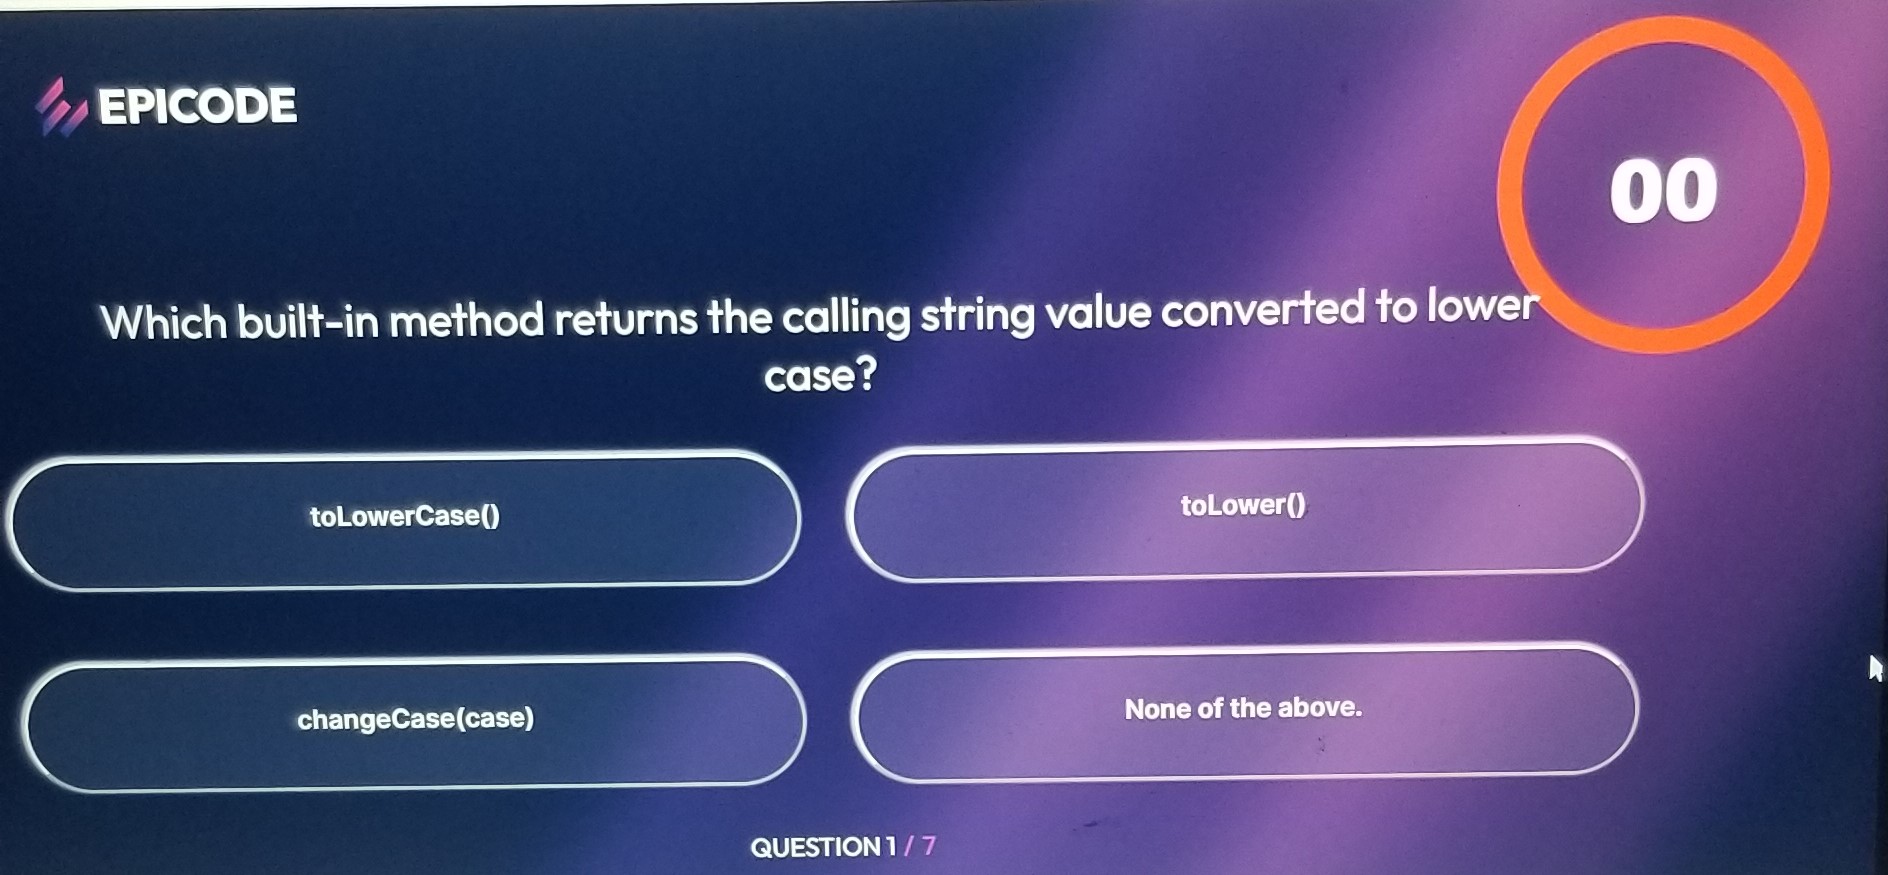 EPICODE
00
Which built-in method returns the calling string value converted to lower
case?
toLowerCase()
toLower()
changeCase(case)
None of the above.
QUESTION 1 / 7